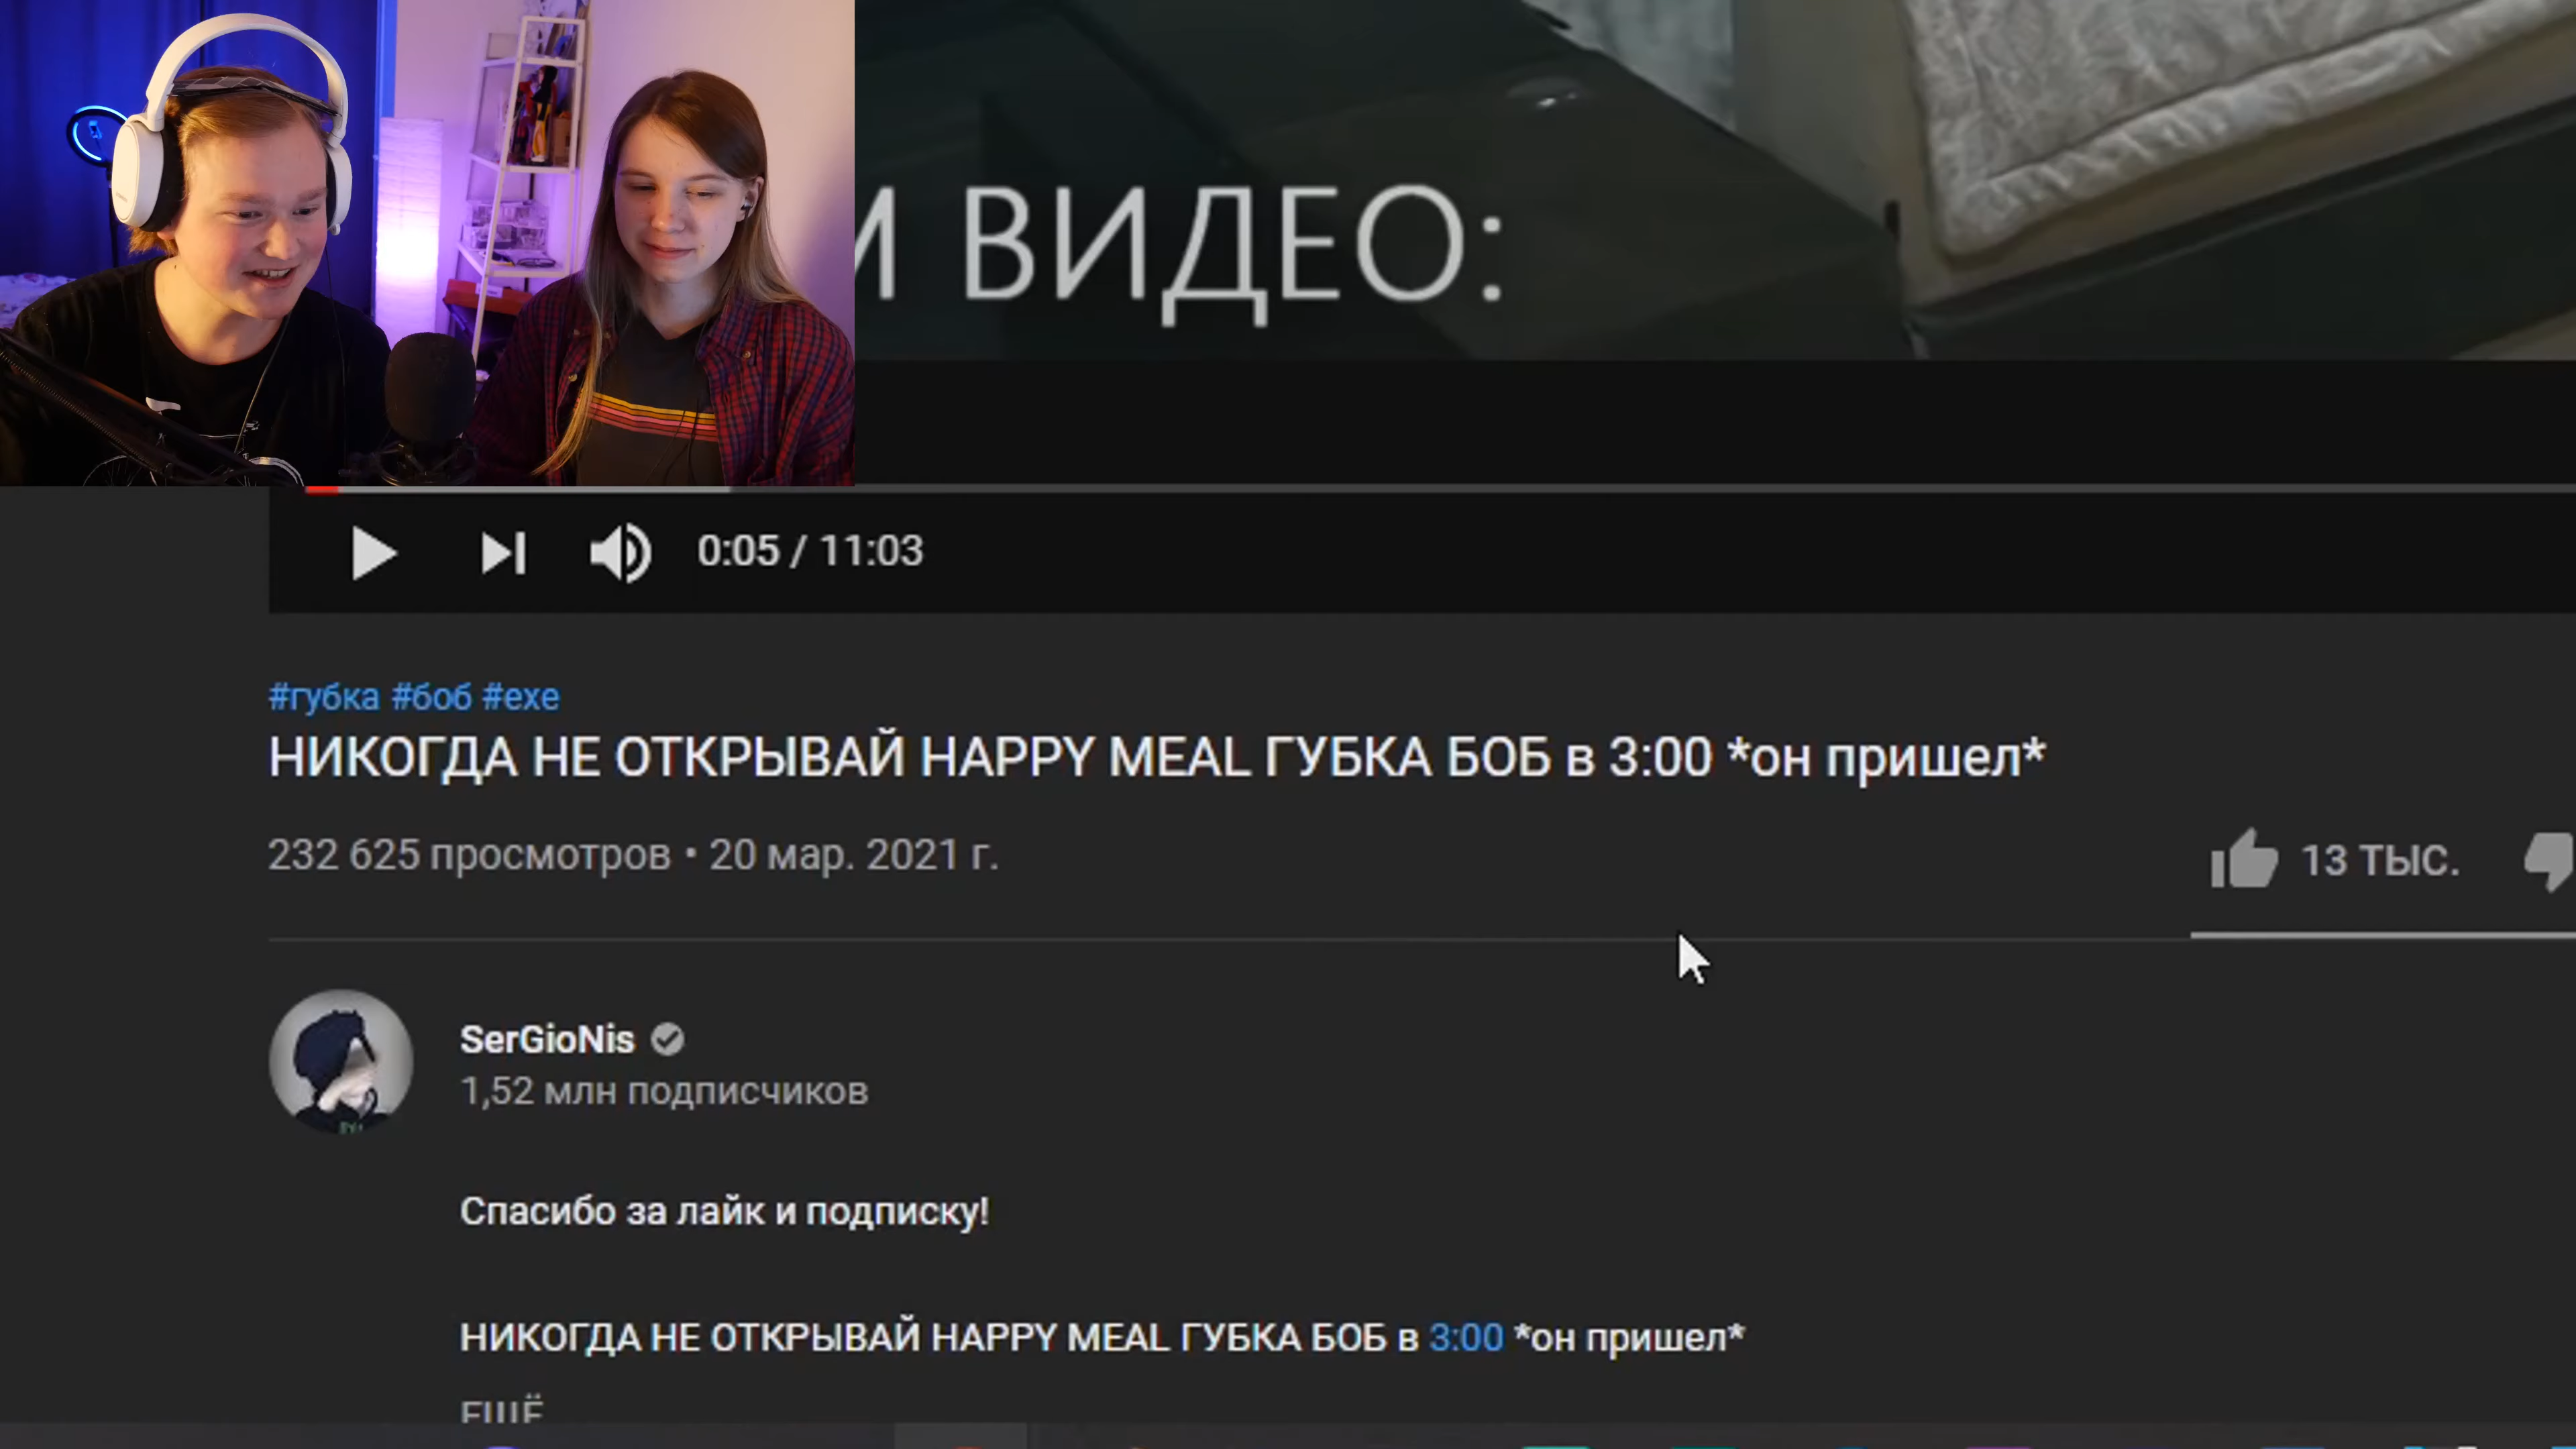 ВИДЕО:
0:05 / 11:03
#губка #боб #exe
НИКОГДА НЕ ОТКРЫВАЙ HAPPY MEAL ГУБКА БОБ в 3:00 *он пришел*
232 625 просмотров • 20 мар. 2021 г.
13 ТЫС.
SerGioNis
1,52 млн подписчиков
Спасибо за лайк и подписку!
НИКОГДА НЕ ОТКРЫВАЙ HAPPY MEAL ГУБКА БОБ в 3:00 *он пришел*
ЕЩЁ